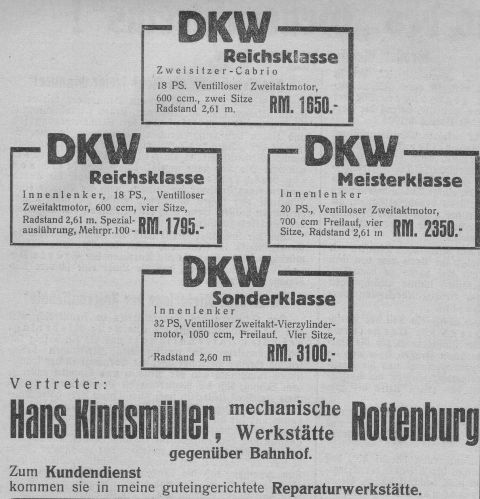 DKW
Reichsklasse
Zweisitzer-Cabrio
18 PS. Ventilloser Zweitaktmotor,
600 ccm., zwei Sitze
Radstand 2,61 m.
RM. 1650.-
DKW
Reichsklasse
Innenlenker, 18 PS., Ventilloser
Zweitaktmotor, 600 ccm, vier Sitze,
Radstand 2,61 m. Spezial-
ausführung, Mehrpr. 100 -
RM. 1795.-
DKW
Meisterklasse
Innenlenker
20 PS., Ventilloser Zweitaktmotor,
700 ccm Freilauf, vier
Sitze, Radstand 2,61 m
RM. 2350.-
DKW
Sonderklasse
Innenlenker
32 PS, Ventilloser Zweitakt-Vierzylinder-
motor, 1050 ccm, Freilauf. Vier Sitze,
Radstand 2,60 m
RM. 3100.-
Vertreter:
Hans Kindsmüller, mechanische Werkstätte Rottenburg
gegenüber Bahnhof.
Zum Kundendienst
kommen sie in meine guteingerichtete Reparaturwerkstätte.